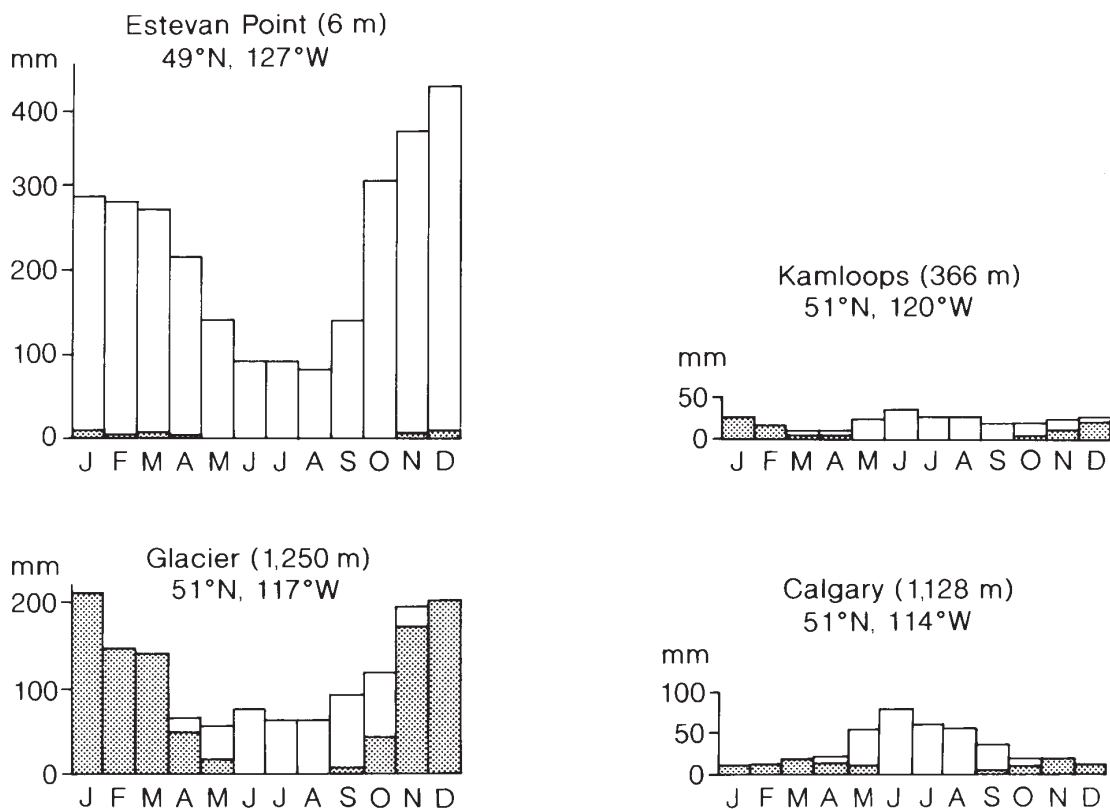 Estevan Point (6 m)
49°N, 127°W
mm
400
300
200
100
0
J F M A M J J A S O N D
Kamloops (366 m)
51°N, 120°W
mm
50
0
J F M A M J J A S O N D
Glacier (1,250 m)
51°N, 117°W
mm
200
100
0
J F M A M J J A S O N D
Calgary (1,128 m)
51°N, 114°W
mm
100
50
0
J F M A M J J A S O N D